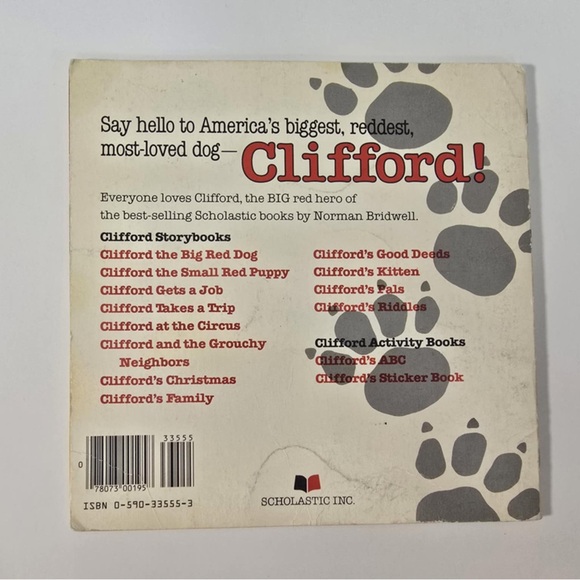 Say hello to America's biggest, reddest,
most-loved dog—Clifford!
Everyone loves Clifford, the BIG red hero of
the best-selling Scholastic books by Norman Bridwell.
Clifford Storybooks
Clifford the Big Red Dog
Clifford the Small Red Puppy
Clifford Gets a Job
Clifford Takes a Trip
Clifford at the Circus
Clifford and the Grouchy
Neighbors
Clifford's Christmas
Clifford's Family
Clifford's Good Deeds
Clifford's Kitten
Clifford's Pals
Clifford's Riddles
Clifford Activity Books
Clifford's ABC
Clifford's Sticker Book
33555
0
78073 00195
ISBN 0-590-33555-3
SCHOLASTIC INC.